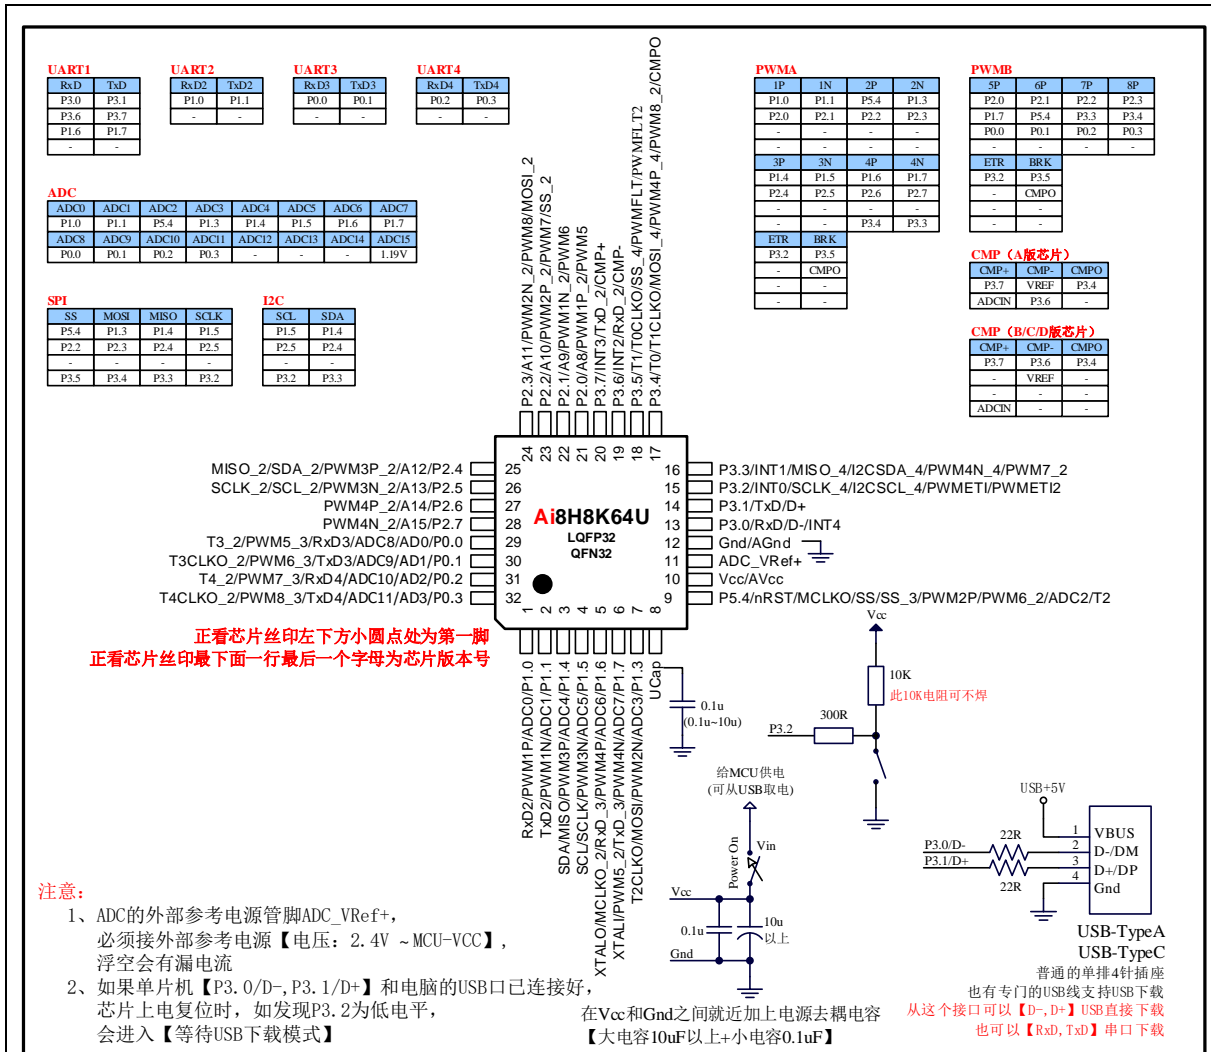 UART1
RxD TxD
P3.0 P3.1
P3.6 P3.7
P1.6 P1.7
- -
UART2
RxD2 TxD2
P1.0 P1.1
- -
UART3
RxD3 TxD3
P0.0 P0.1
- -
UART4
RxD4 TxD4
P0.2 P0.3
- -
ADC
ADC0 ADC1 ADC2 ADC3 ADC4 ADC5 ADC6 ADC7
P1.0 P1.1 P5.4 P1.3 P1.4 P1.5 P1.6 P1.7
ADC8 ADC9 ADC10 ADC11 ADC12 ADC13 ADC14 ADC15
P0.0 P0.1 P0.2 P0.3 - - - 1.19V
SPI
SS MOSI MISO SCLK
P5.4 P1.3 P1.4 P1.5
P2.2 P2.3 P2.4 P2.5
- - - -
P3.5 P3.4 P3.3 P3.2
I2C
SCL SDA
P1.5 P1.4
P2.5 P2.4
- -
P3.2 P3.3
PWMA
1P 1N 2P 2N
P1.0 P1.1 P5.4 P1.3
P2.0 P2.1 P2.2 P2.3
- - - -
- - - -
3P 3N 4P 4N
P1.4 P1.5 P1.6 P1.7
P2.4 P2.5 P2.6 P2.7
- - - -
- - P3.4 P3.3
ETR BRK
P3.2 P3.5
- CMPO
- -
- -
PWMB
5P 6P 7P 8P
P2.0 P2.1 P2.2 P2.3
P1.7 P5.4 P3.3 P3.4
P0.0 P0.1 P0.2 P0.3
- - - -
ETR BRK
P3.2 P3.5
- CMPO
- -
- -
CMP（A版芯片）
CMP+ CMP- CMPO
P3.7 VREF P3.4
ADCIN P3.6 -
CMP（B/C/D版芯片）
CMP+ CMP- CMPO
P3.7 P3.6 P3.4
- VREF -
- - -
ADCIN - -
P2.3/A11/PWM2N_2/PWM8/MOSI_2
P2.2/A10/PWM2P_2/PWM7/SS_2
P2.1/A9/PWM1N_2/PWM6
P2.0/A8/PWM1P_2/PWM5
P3.7/INT3/TxD_2/CMP+
P3.6/INT2/RxD_2/CMP-
P3.5/T1/T0CLKO/SS_4/PWMFLT/PWMFLT2
P3.4/T0/T1CLKO/MOSI_4/PWM4P_4/PWM8_2/CMPO
24 23 22 21 20 19 18 17
MISO_2/SDA_2/PWM3P_2/A12/P2.4 25
SCLK_2/SCL_2/PWM3N_2/A13/P2.5 26
PWM4P_2/A14/P2.6 27
PWM4N_2/A15/P2.7 28
T3_2/PWM5_3/RxD3/ADC8/AD0/P0.0 29
T3CLKO_2/PWM6_3/TxD3/ADC9/AD1/P0.1 30
T4_2/PWM7_3/RxD4/ADC10/AD2/P0.2 31
T4CLKO_2/PWM8_3/TxD4/ADC11/AD3/P0.3 32
Ai8H8K64U
LQFP32
QFN32
16 P3.3/INT1/MISO_4/I2CSDA_4/PWM4N_4/PWM7_2
15 P3.2/INT0/SCLK_4/I2CSCL_4/PWMETI/PWMETI2
14 P3.1/TxD/D+
13 P3.0/RxD/D-/INT4
12 Gnd/AGnd
11 ADC_VRef+
10 Vcc/AVcc
9 P5.4/nRST/MCLKO/SS/SS_3/PWM2P/PWM6_2/ADC2/T2
1 2 3 4 5 6 7 8
RxD2/PWM1P/ADC0/P1.0
TxD2/PWM1N/ADC1/P1.1
SDA/MISO/PWM3P/ADC4/P1.4
SCL/SCLK/PWM3N/ADC5/P1.5
XTALO/MCLKO_2/RxD_3/PWM4P/ADC6/P1.6
XTALI/PWM5_2/TxD_3/PWM4N/ADC7/P1.7
T2CLKO/MOSI/PWM2N/ADC3/P1.3
UCap
正看芯片丝印左下方小圆点处为第一脚
正看芯片丝印最下面一行最后一个字母为芯片版本号
0.1u
(0.1u~10u)
Vcc
10K
此10K电阻可不焊
300R
P3.2
给MCU供电
(可从USB取电)
Power On
Vin
Vcc
0.1u
10u
以上
Gnd
在Vcc和Gnd之间就近加上电源去耦电容
【大电容10uF以上+小电容0.1uF】
USB+5V
P3.0/D-
22R
P3.1/D+
22R
1 VBUS
2 D-/DM
3 D+/DP
4 Gnd
USB-TypeA
USB-TypeC
普通的单排4针插座
也有专门的USB线支持USB下载
从这个接口可以【D-,D+】USB直接下载
也可以【RxD,TxD】串口下载
注意：
1、ADC的外部参考电源管脚ADC_VRef+,
必须接外部参考电源【电压：2.4V ~ MCU-VCC】,
浮空会有漏电流
2、如果单片机【P3.0/D-,P3.1/D+】和电脑的USB口已连接好，
芯片上电复位时，如发现P3.2为低电平，
会进入【等待USB下载模式】